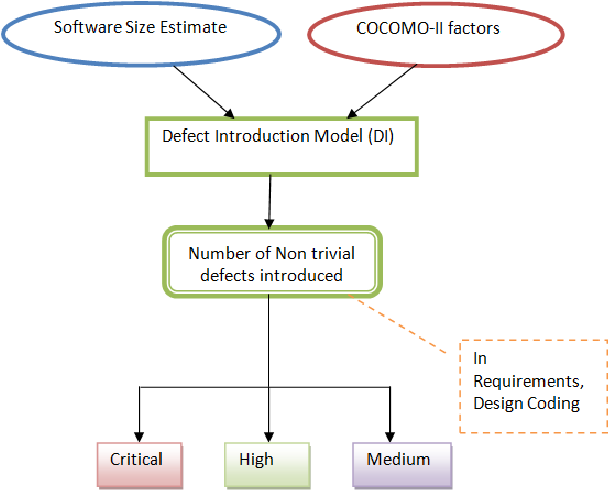 Software Size Estimate
COCOMO-II factors
Defect Introduction Model (DI)
Number of Non trivial
defects introduced
In
Requirements,
Design Coding
Critical
High
Medium